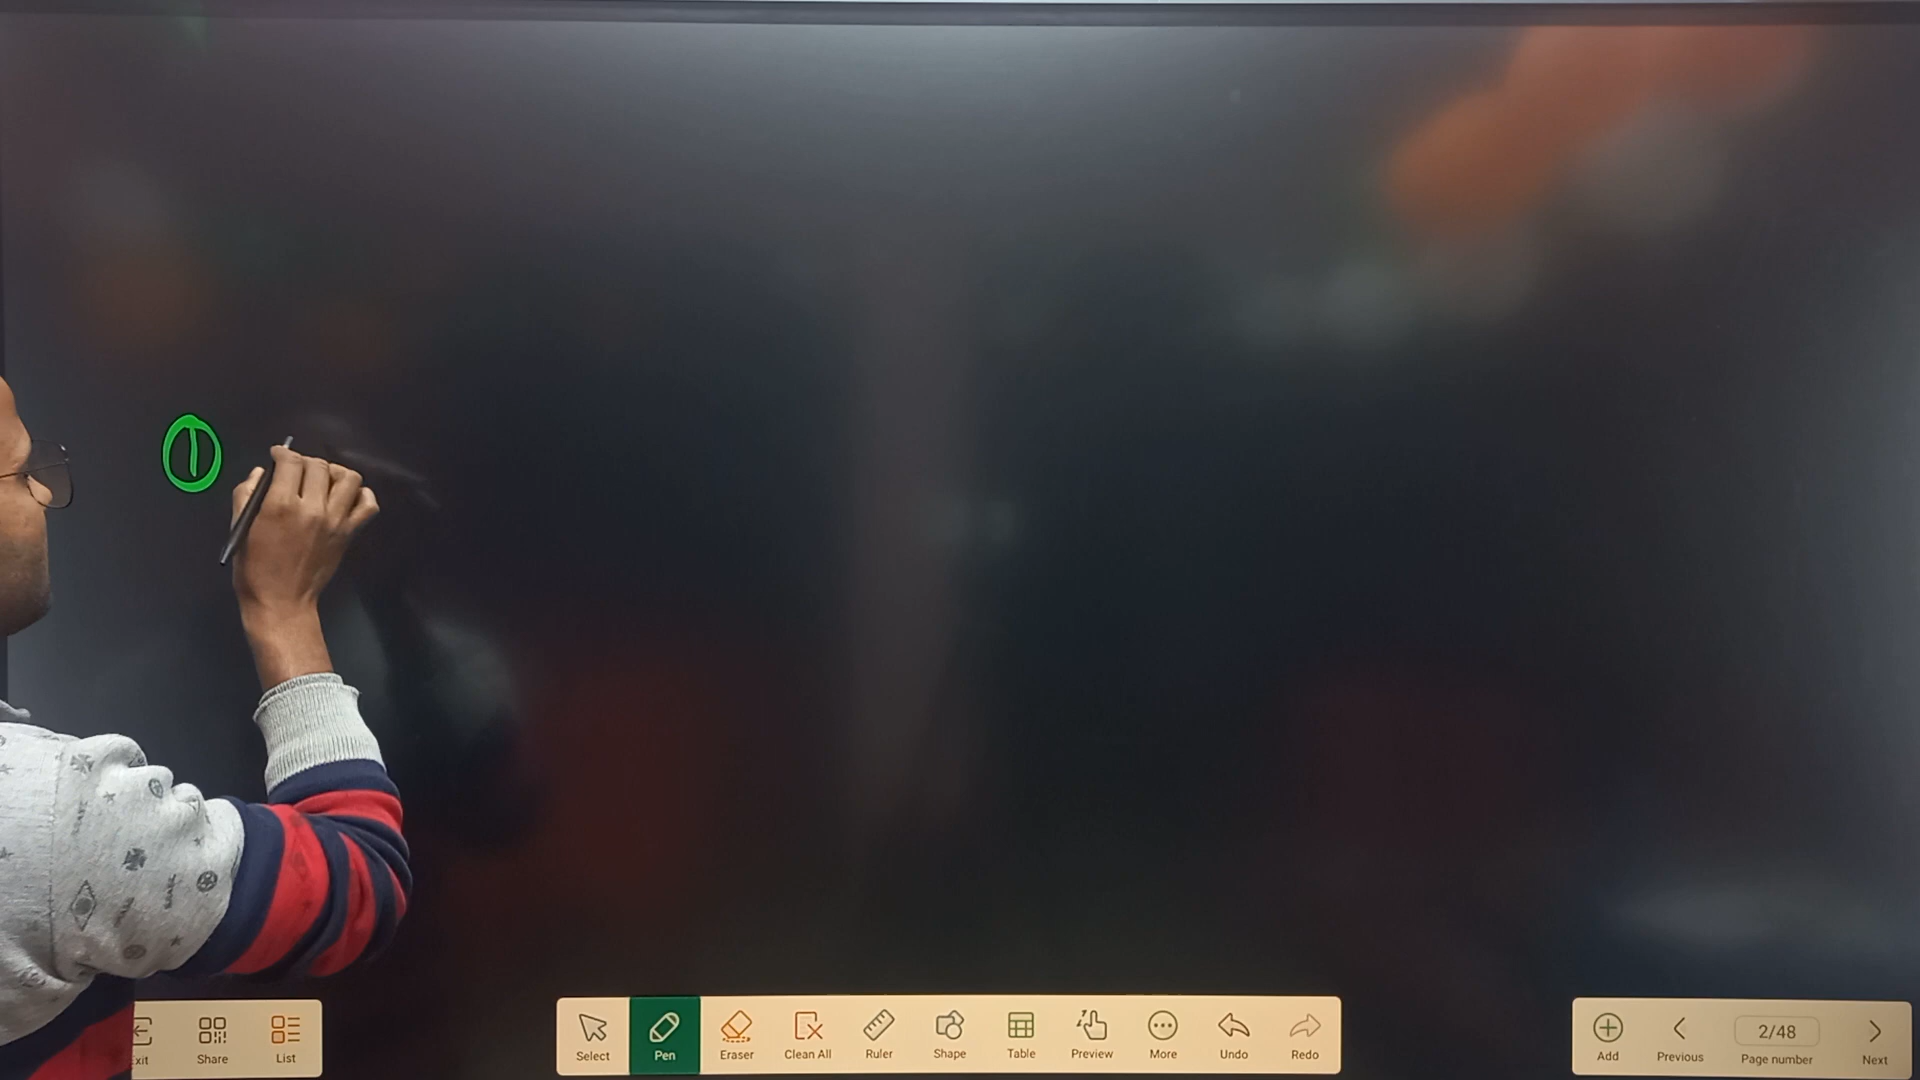 ①
Exit Share List
Select Pen Eraser Clean All Ruler Shape Table Preview More Undo Redo
Add Previous 2/48 Page number Next